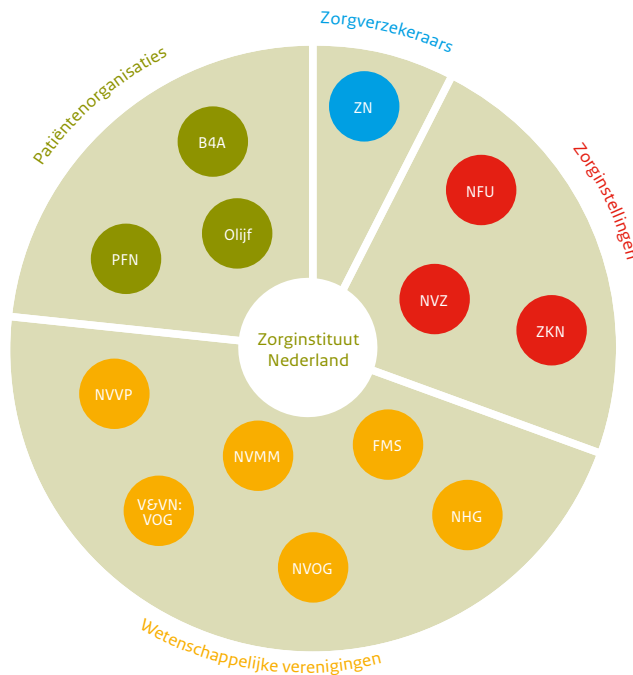 Zorgverzekeraars
Patiëntenorganisaties
ZN
B4A
Zorginstellingen
NFU
Olijf
PFN
NVZ
ZKN
Zorginstituut
Nederland
NVVP
FMS
NVMM
V&VN:
VOG
NHG
NVOG
Wetenschappelijke verenigingen